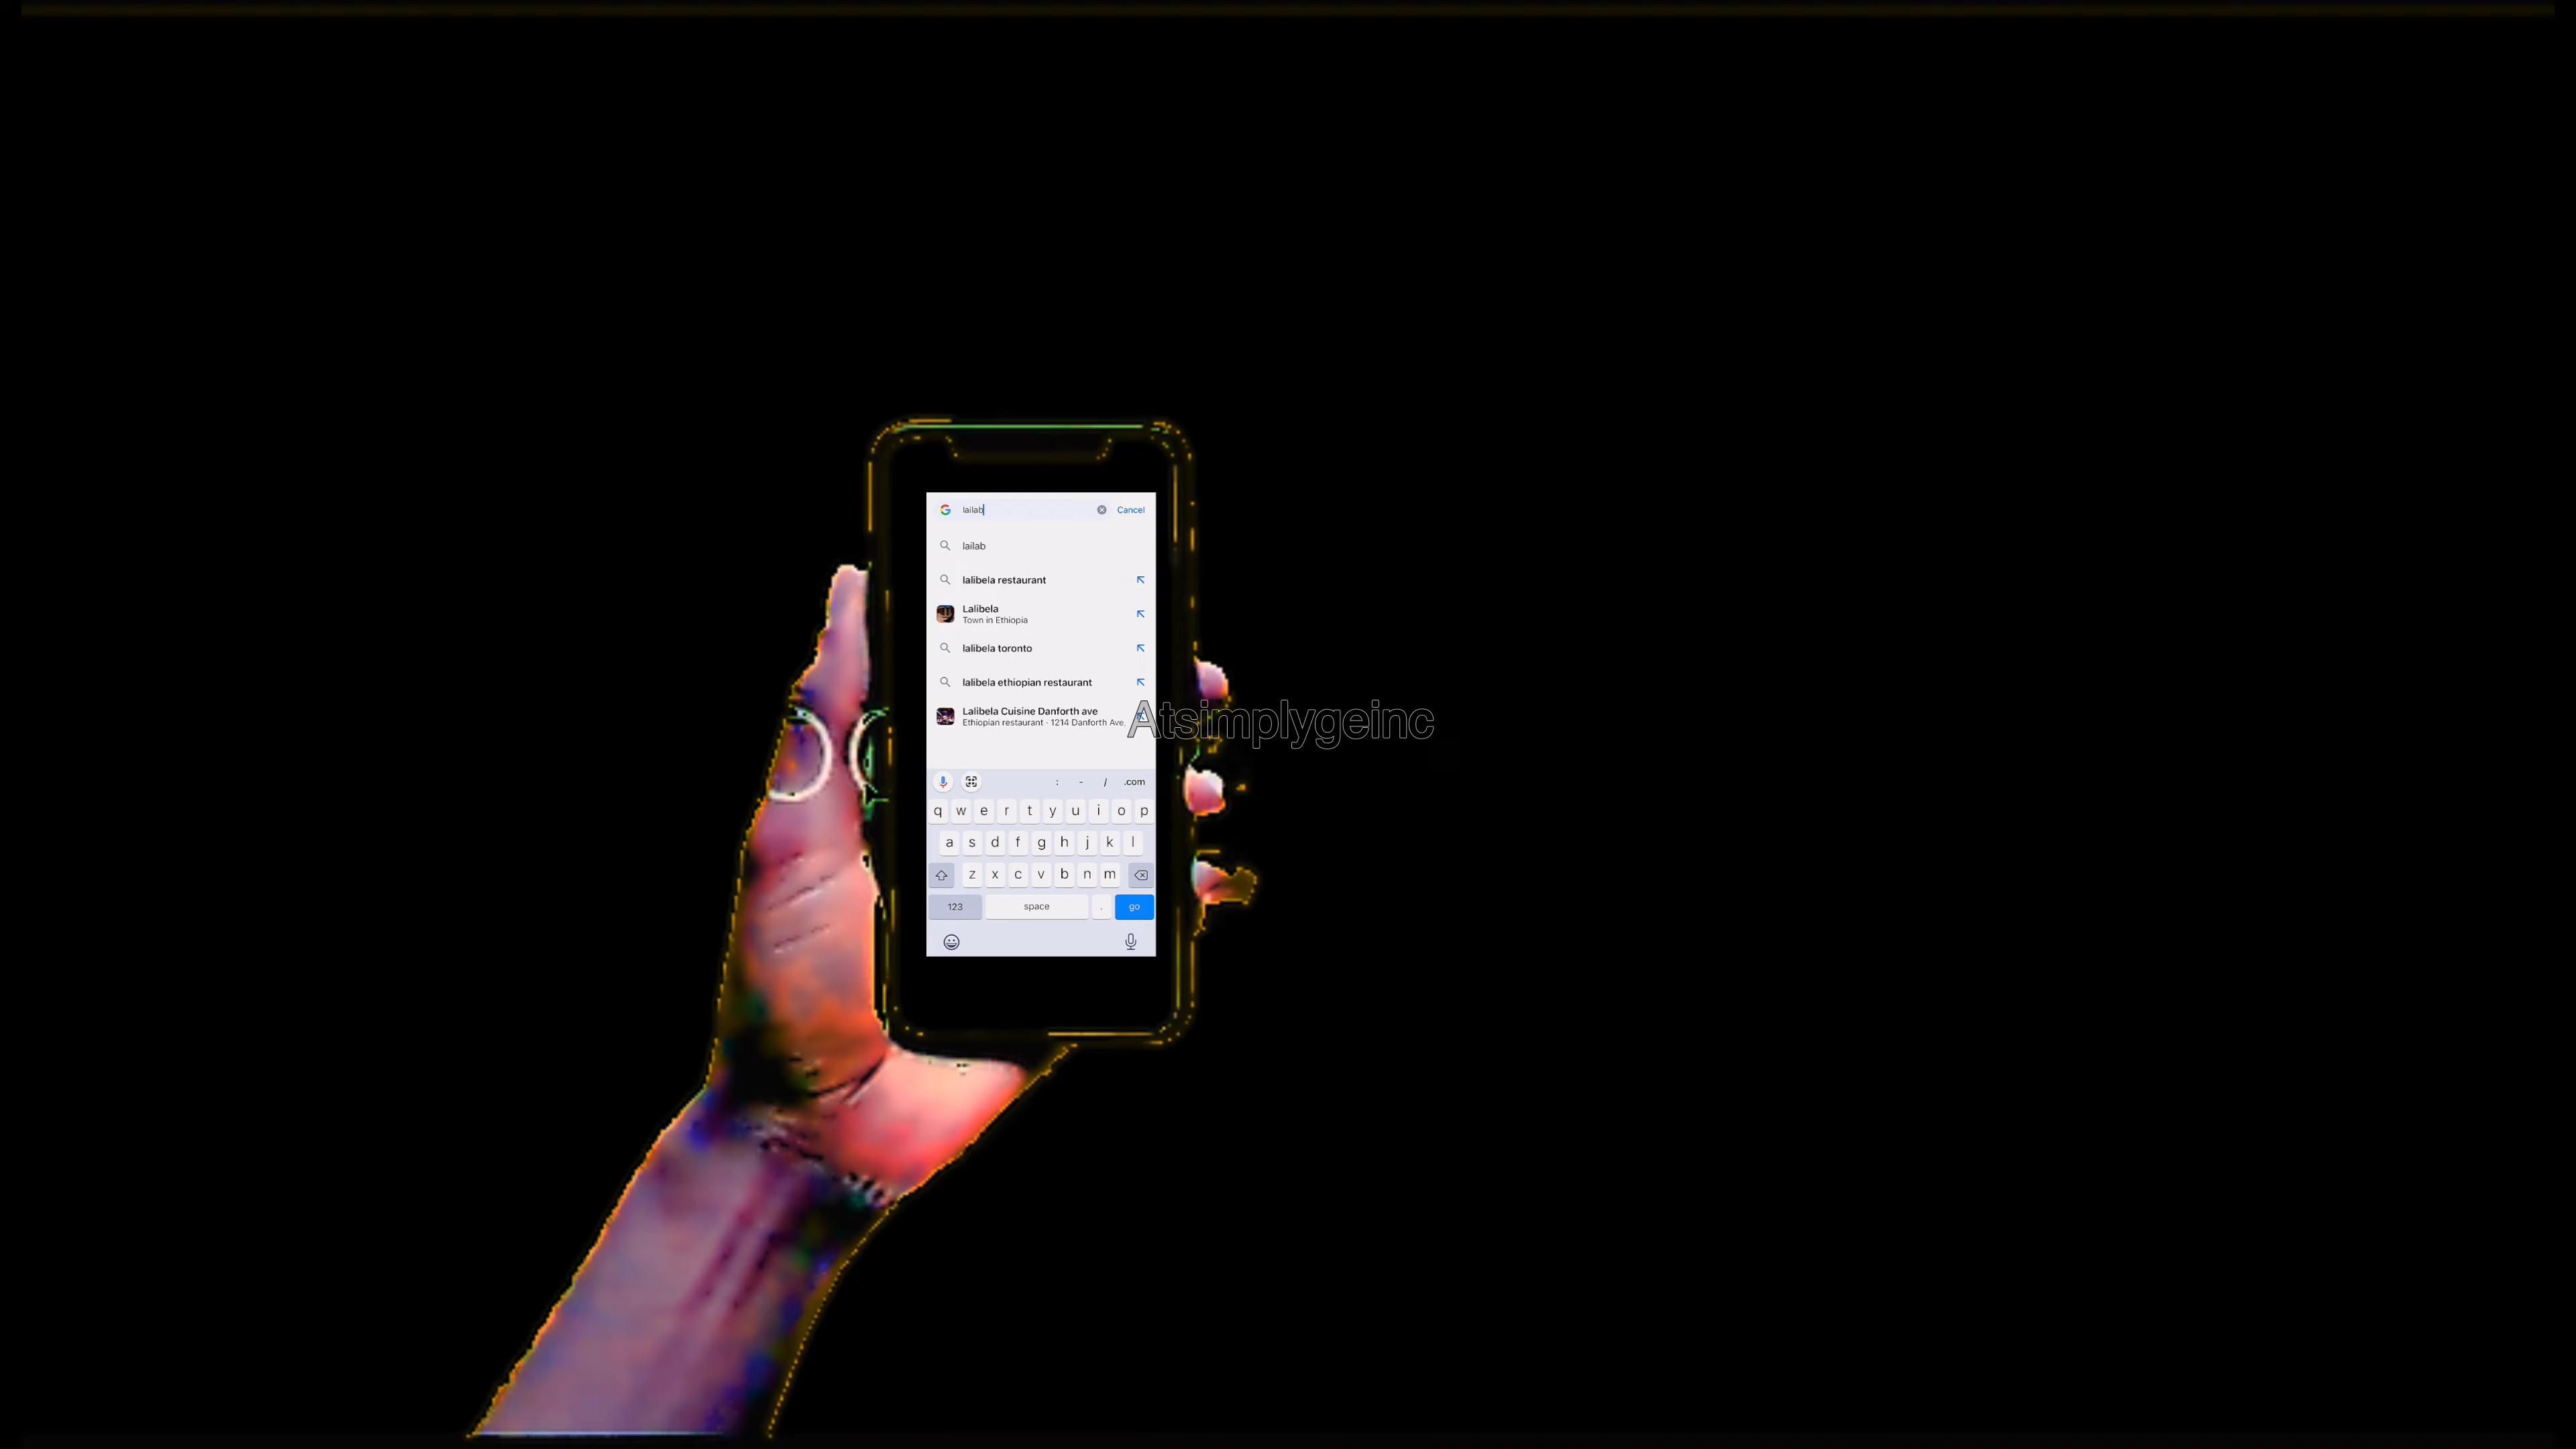 lailab
Cancel
lailab
lalibela restaurant
Lalibela
Town in Ethiopia
lalibela toronto
lalibela ethiopian restaurant
Lalibela Cuisine Danforth ave
Ethiopian restaurant · 1214 Danforth Ave,
Atsimplygeinc
: - / .com
q w e r t y u i o p
a s d f g h j k l
z x c v b n m
123 space . go